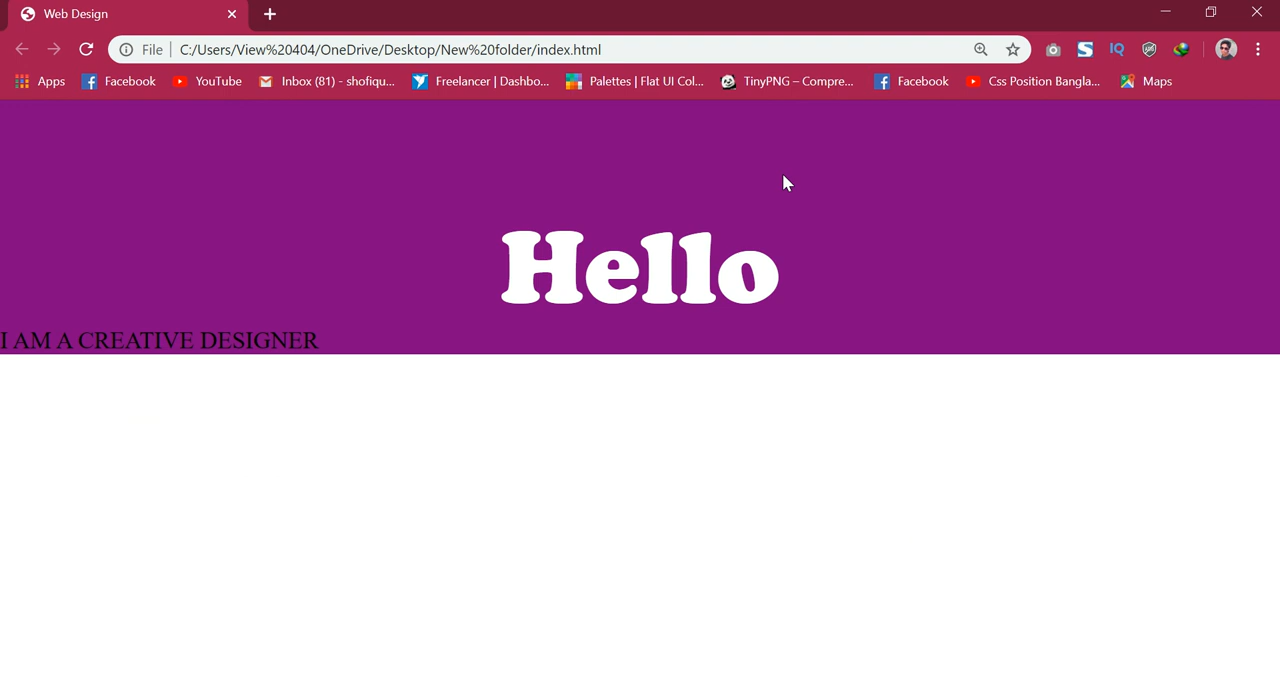 Web Design
File C:/Users/View%20404/OneDrive/Desktop/New%20folder/index.html
Apps Facebook YouTube Inbox (81) - shofiqu... Freelancer | Dashbo... Palettes | Flat UI Col... TinyPNG – Compre... Facebook Css Position Bangla... Maps
Hello
I AM A CREATIVE DESIGNER